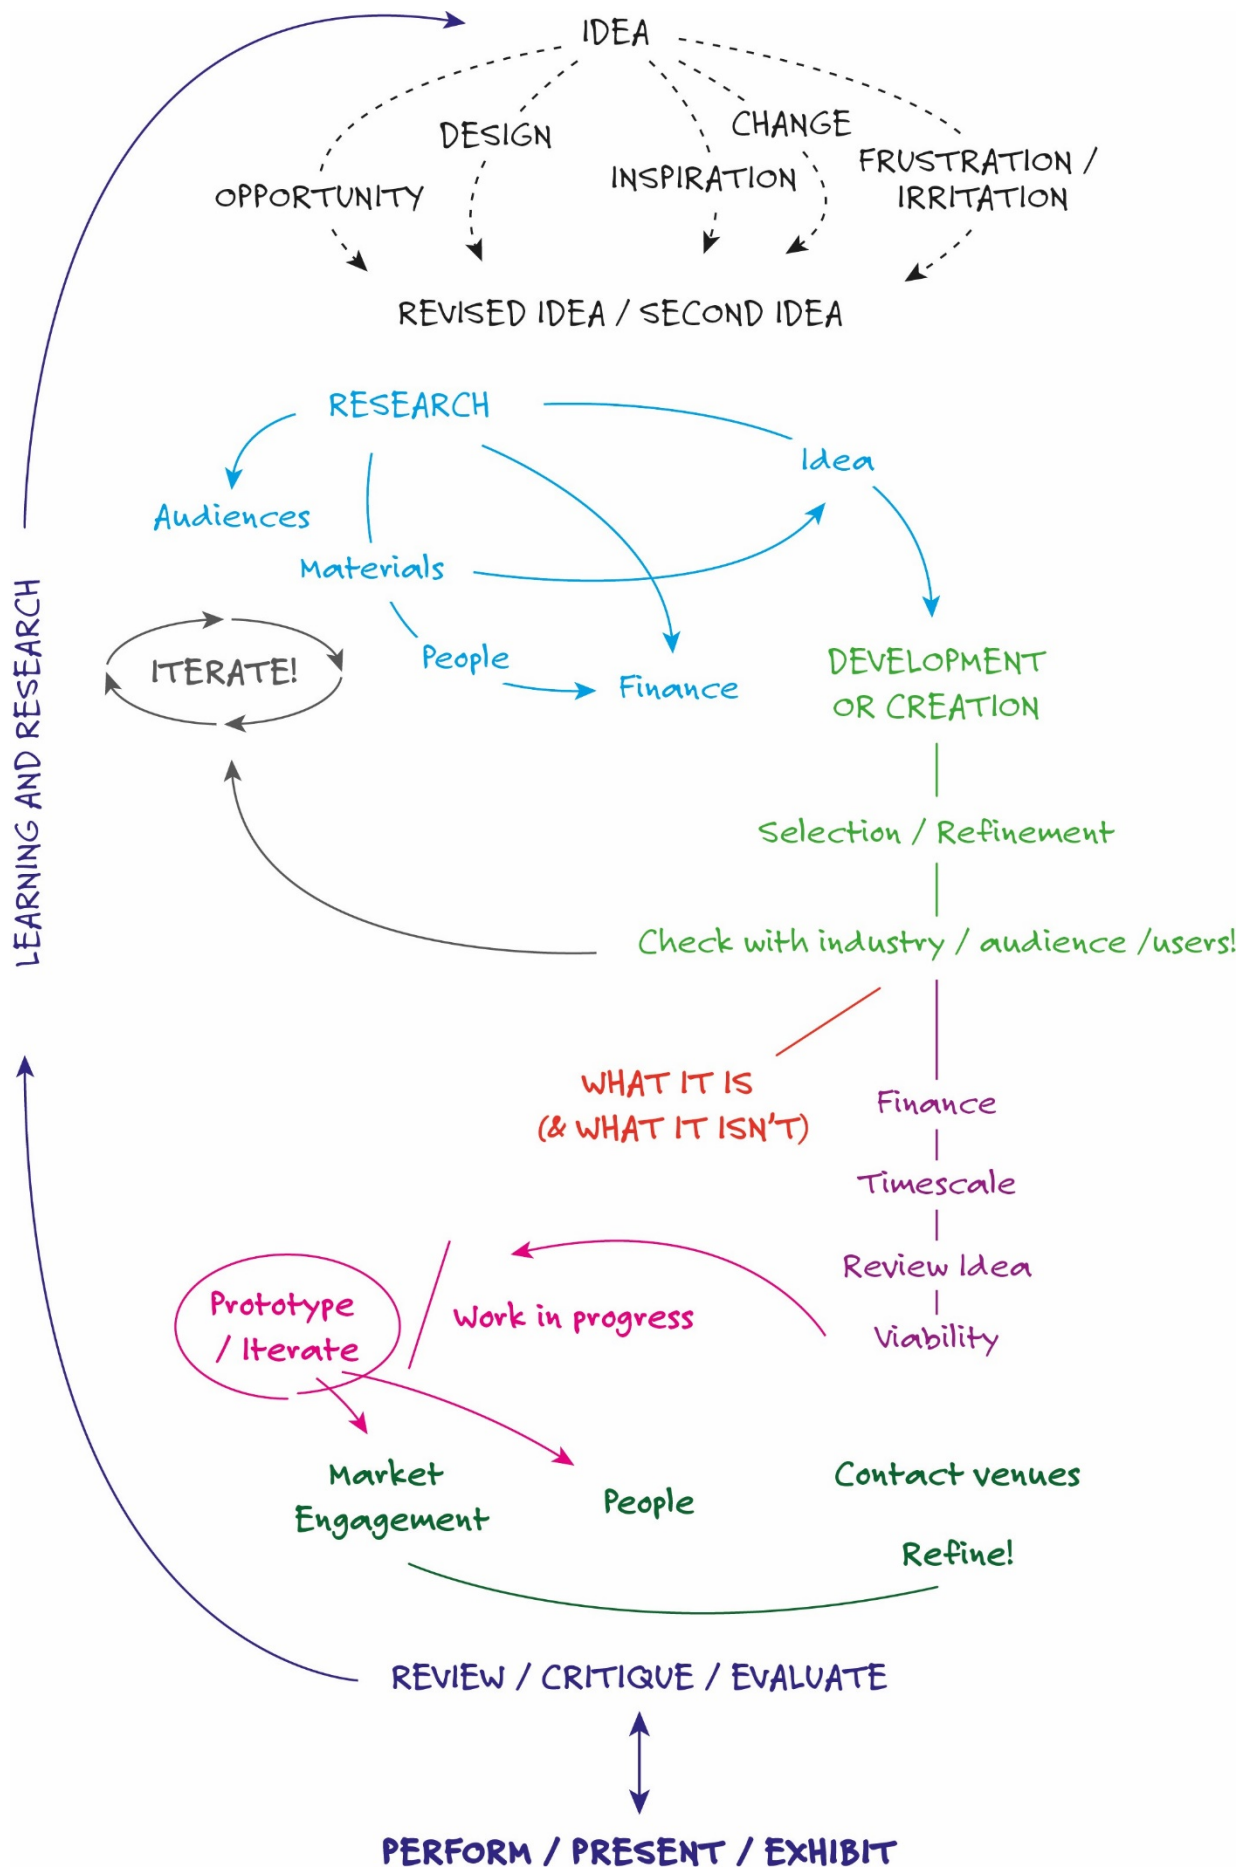 IDEA
DESIGN
CHANGE
OPPORTUNITY
INSPIRATION
FRUSTRATION /
IRRITATION
REVISED IDEA / SECOND IDEA
RESEARCH
Idea
Audiences
Materials
People
Finance
ITERATE!
LEARNING AND RESEARCH
DEVELOPMENT
OR CREATION
Selection / Refinement
Check with industry / audience /users!
WHAT IT IS
(& WHAT IT ISN'T)
Finance
Timescale
Review Idea
Viability
Work in progress
Prototype
/ Iterate
Market
Engagement
People
Contact venues
Refine!
REVIEW / CRITIQUE / EVALUATE
PERFORM / PRESENT / EXHIBIT